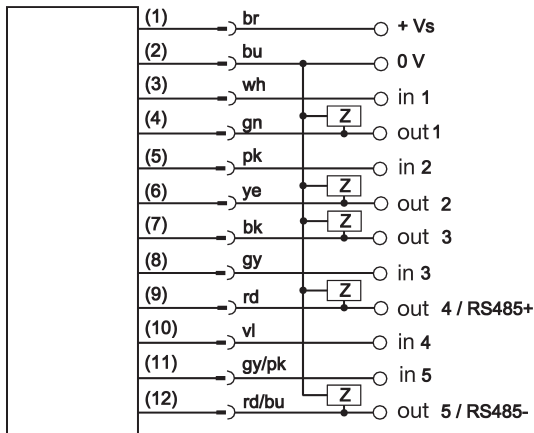 (1) br + Vs
(2) bu 0 V
(3) wh in 1
Z
(4) gn out 1
(5) pk in 2
Z
(6) ye out 2
Z
(7) bk out 3
(8) gy in 3
Z
(9) rd out 4 / RS485+
(10) vl in 4
(11) gy/pk in 5
Z
(12) rd/bu out 5 / RS485-